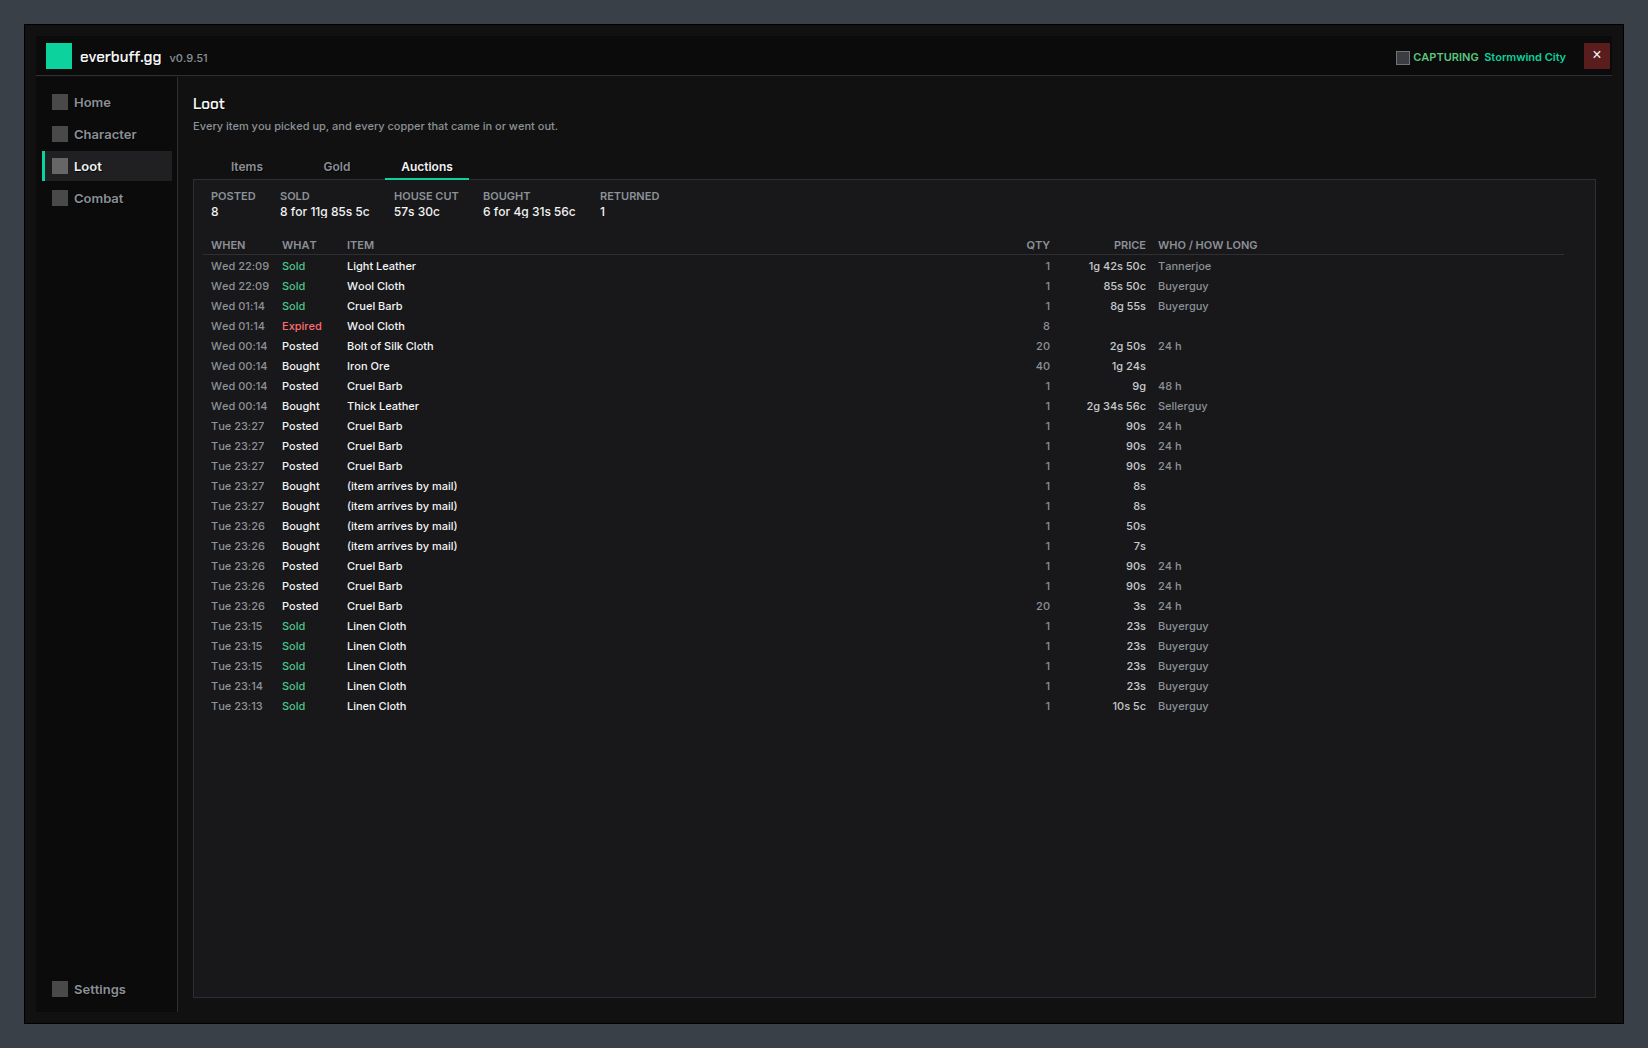 everbuff.gg v0.9.51
CAPTURING Stormwind City
×
Home
Character
Loot
Combat
Settings
Loot
Every item you picked up, and every copper that came in or went out.
Items Gold Auctions
POSTED SOLD HOUSE CUT BOUGHT RETURNED
8 8 for 11g 85s 5c 57s 30c 6 for 4g 31s 56c 1
WHEN WHAT ITEM QTY PRICE WHO / HOW LONG
Wed 22:09 Sold Light Leather 1 1g 42s 50c Tannerjoe
Wed 22:09 Sold Wool Cloth 1 85s 50c Buyerguy
Wed 01:14 Sold Cruel Barb 1 8g 55s Buyerguy
Wed 01:14 Expired Wool Cloth 8
Wed 00:14 Posted Bolt of Silk Cloth 20 2g 50s 24 h
Wed 00:14 Bought Iron Ore 40 1g 24s
Wed 00:14 Posted Cruel Barb 1 9g 48 h
Wed 00:14 Bought Thick Leather 1 2g 34s 56c Sellerguy
Tue 23:27 Posted Cruel Barb 1 90s 24 h
Tue 23:27 Posted Cruel Barb 1 90s 24 h
Tue 23:27 Posted Cruel Barb 1 90s 24 h
Tue 23:27 Bought (item arrives by mail) 1 8s
Tue 23:27 Bought (item arrives by mail) 1 8s
Tue 23:26 Bought (item arrives by mail) 1 50s
Tue 23:26 Bought (item arrives by mail) 1 7s
Tue 23:26 Posted Cruel Barb 1 90s 24 h
Tue 23:26 Posted Cruel Barb 1 90s 24 h
Tue 23:26 Posted Cruel Barb 20 3s 24 h
Tue 23:15 Sold Linen Cloth 1 23s Buyerguy
Tue 23:15 Sold Linen Cloth 1 23s Buyerguy
Tue 23:15 Sold Linen Cloth 1 23s Buyerguy
Tue 23:14 Sold Linen Cloth 1 23s Buyerguy
Tue 23:13 Sold Linen Cloth 1 10s 5c Buyerguy